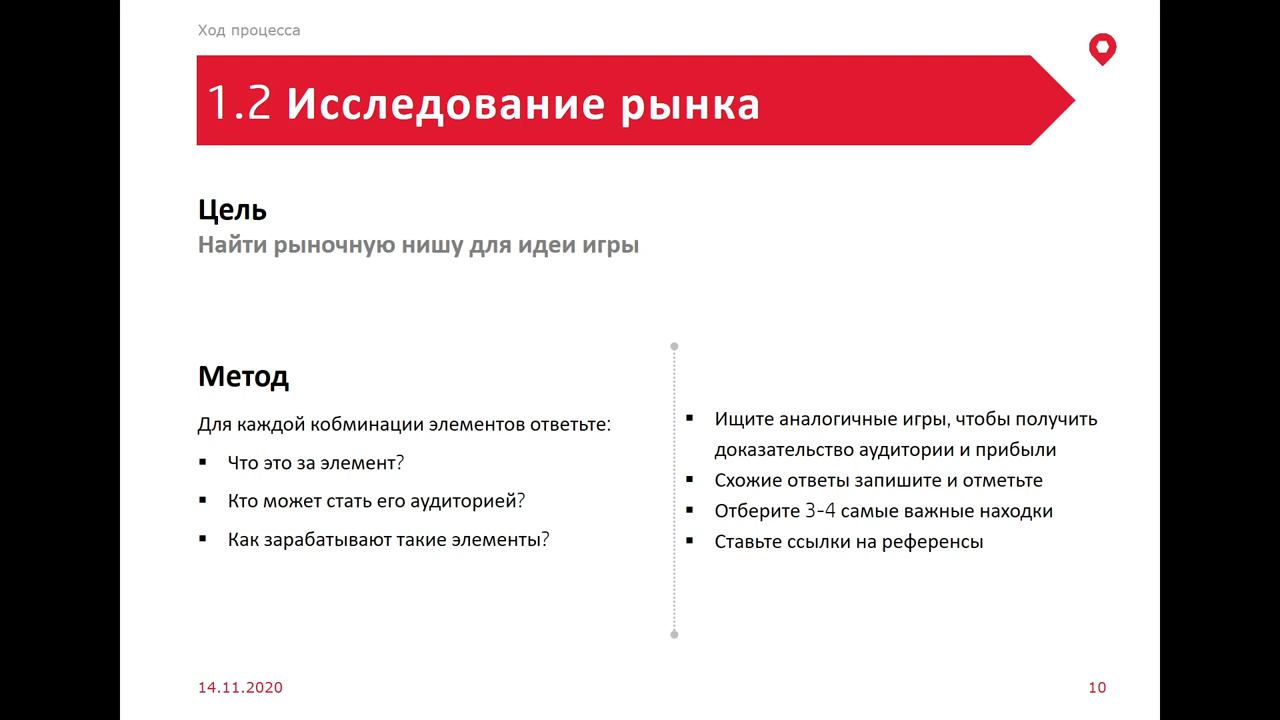 Ход процесса
1.2 Исследование рынка
Цель
Найти рыночную нишу для идеи игры
Метод
Для каждой кобминации элементов ответьте:
▪ Что это за элемент?
▪ Кто может стать его аудиторией?
▪ Как зарабатывают такие элементы?
▪ Ищите аналогичные игры, чтобы получить
доказательство аудитории и прибыли
▪ Схожие ответы запишите и отметьте
▪ Отберите 3-4 самые важные находки
▪ Ставьте ссылки на референсы
14.11.2020
10